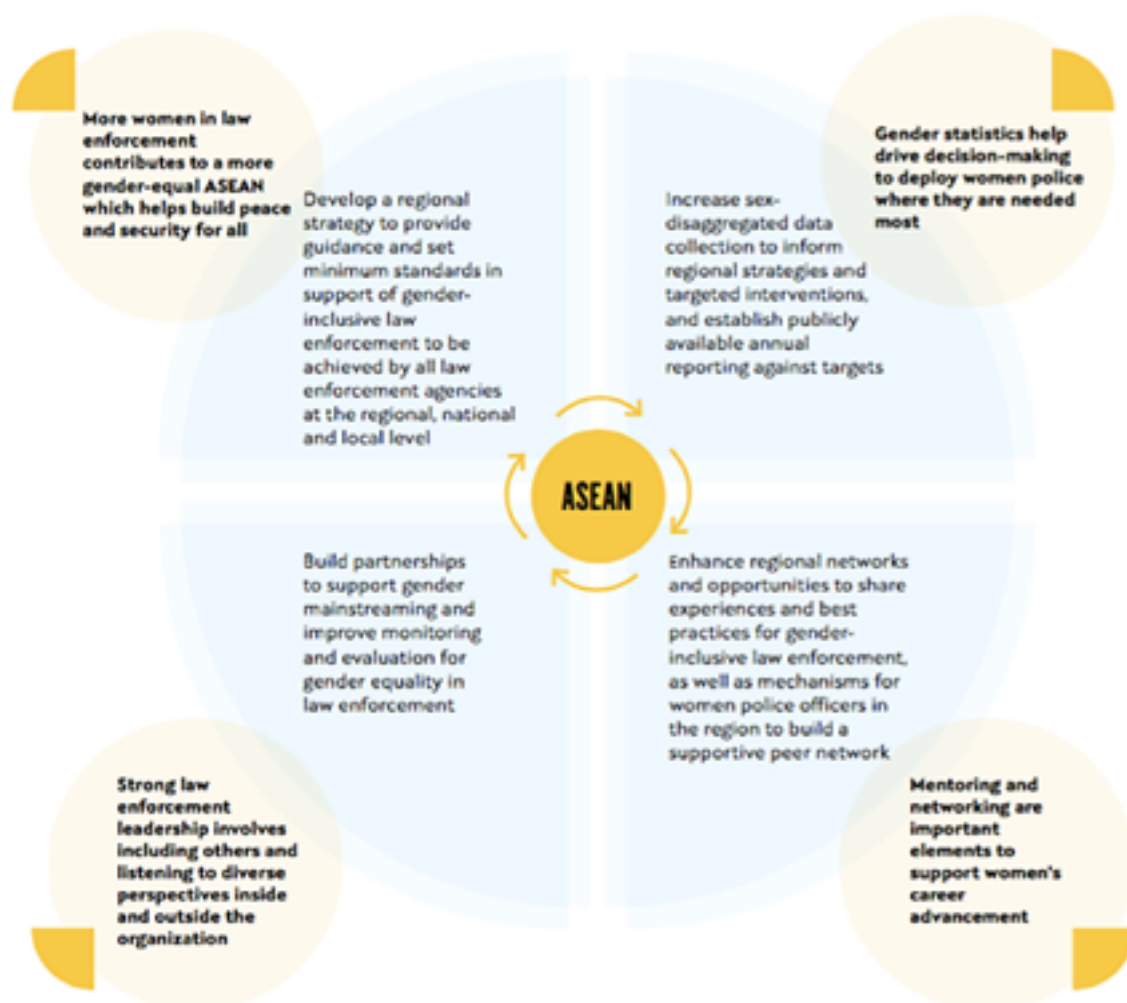 More women in law
enforcement
contributes to a more
gender-equal ASEAN
which helps build peace
and security for all
Develop a regional
strategy to provide
guidance and set
minimum standards in
support of gender-
inclusive law
enforcement to be
achieved by all law
enforcement agencies
at the regional, national
and local level
Gender statistics help
drive decision-making
to deploy women police
where they are needed
most
Increase sex-
disaggregated data
collection to inform
regional strategies and
targeted interventions,
and establish publicly
available annual
reporting against targets
ASEAN
Build partnerships
to support gender
mainstreaming and
improve monitoring
and evaluation for
gender equality in
law enforcement
Strong law
enforcement
leadership involves
including others and
listening to diverse
perspectives inside
and outside the
organization
Enhance regional networks
and opportunities to share
experiences and best
practices for gender-
inclusive law enforcement,
as well as mechanisms for
women police officers in
the region to build a
supportive peer network
Mentoring and
networking are
important
elements to
support women's
career
advancement